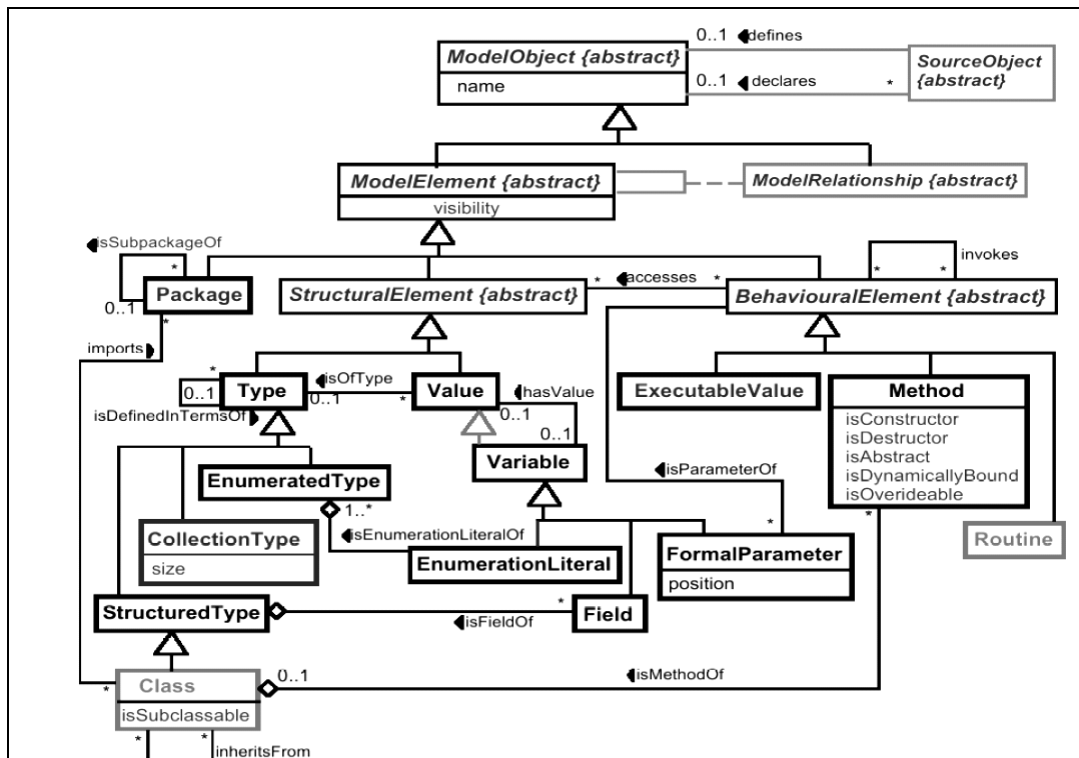 ModelObject {abstract}
name
0..1 defines
0..1 declares *
SourceObject
{abstract}
ModelElement {abstract}
visibility
ModelRelationship {abstract}
isSubpackageOf
*
0..1
Package
*
StructuralElement {abstract}
* accesses *
BehaviouralElement {abstract}
* *
invokes
imports
*
0..1
Type
isDefinedInTermsOf
isOfType
0..1 *
Value
hasValue
0..1
0..1
Variable
ExecutableValue
Method
isConstructor
isDestructor
isAbstract
isDynamicallyBound
isOverideable
*
EnumeratedType
1..*
isEnumerationLiteralOf
CollectionType
size
EnumerationLiteral
isParameterOf
*
FormalParameter
position
Routine
StructuredType
*
isFieldOf
Field
Class
isSubclassable
*
0..1
isMethodOf
* *
inheritsFrom